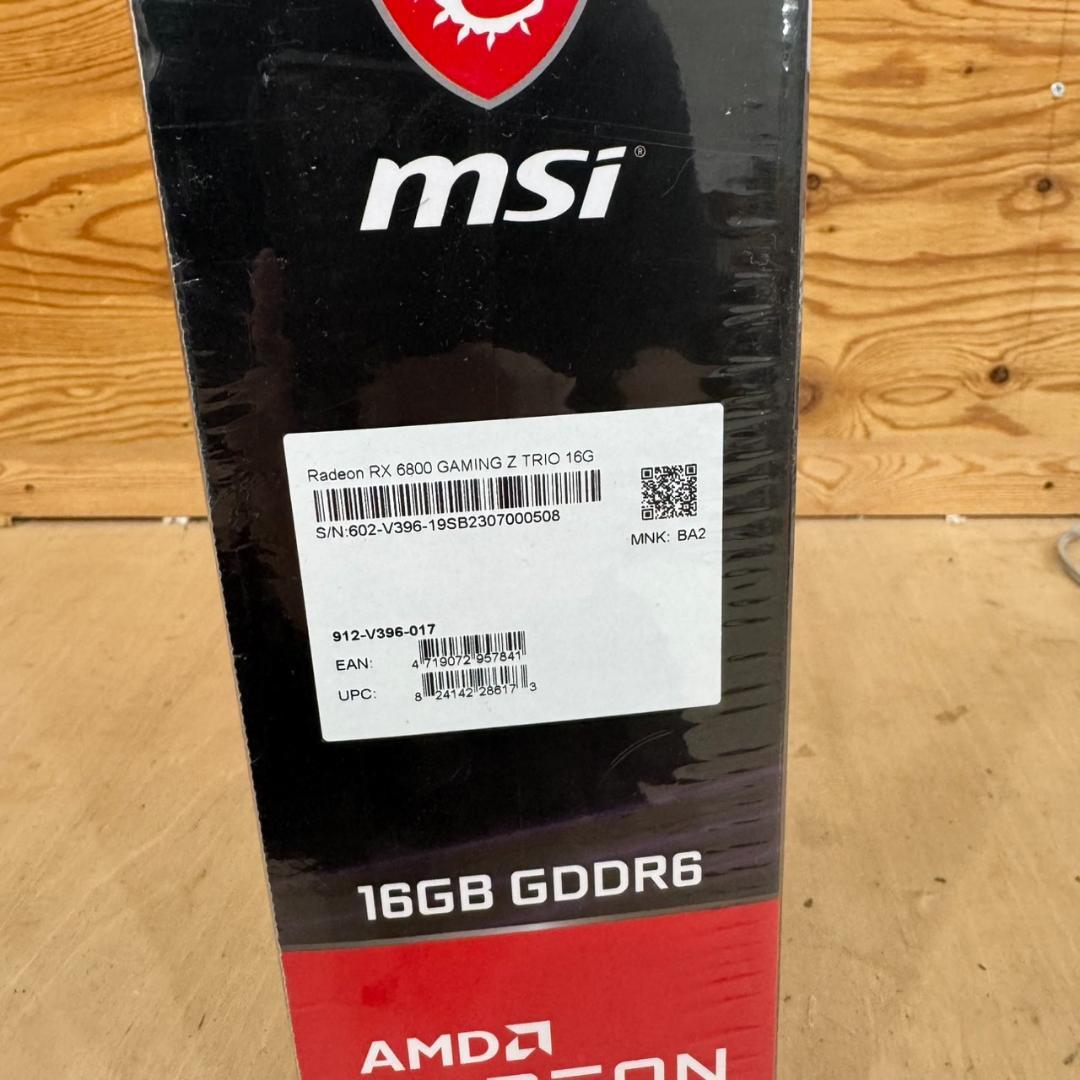 msi®
Radeon RX 6800 GAMING Z TRIO 16G
S/N:602-V396-19SB2307000508
MNK: BA2
912-V396-017
EAN: 4 719072 957841
UPC: 8 24142 28617 3
16GB GDDR6
AMD
RADEON